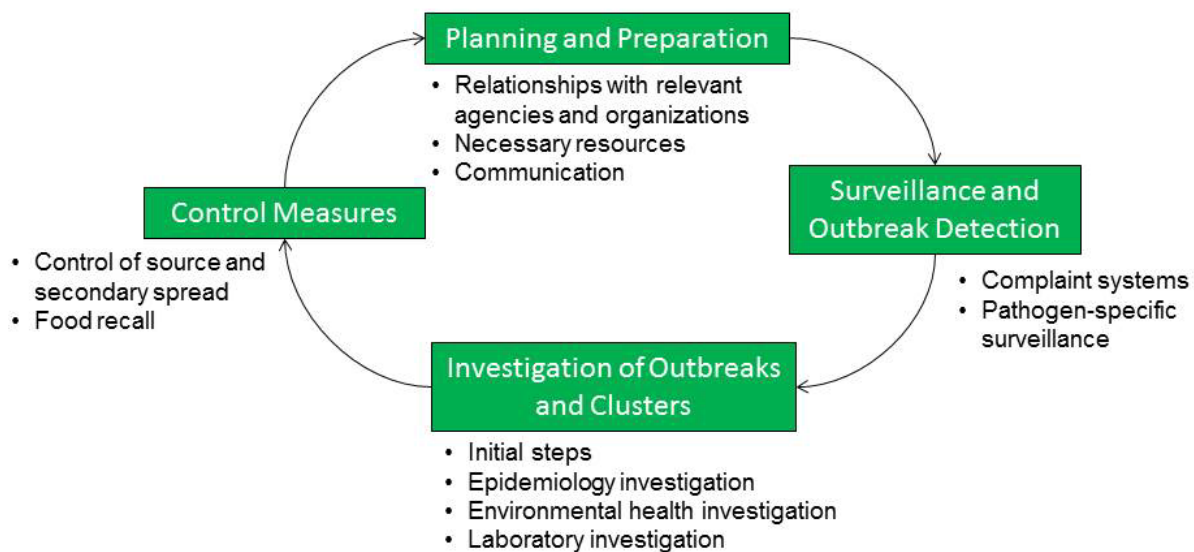 Planning and Preparation
• Relationships with relevant
agencies and organizations
• Necessary resources
• Communication
Surveillance and
Outbreak Detection
• Complaint systems
• Pathogen-specific
surveillance
Investigation of Outbreaks
and Clusters
• Initial steps
• Epidemiology investigation
• Environmental health investigation
• Laboratory investigation
Control Measures
• Control of source and
secondary spread
• Food recall